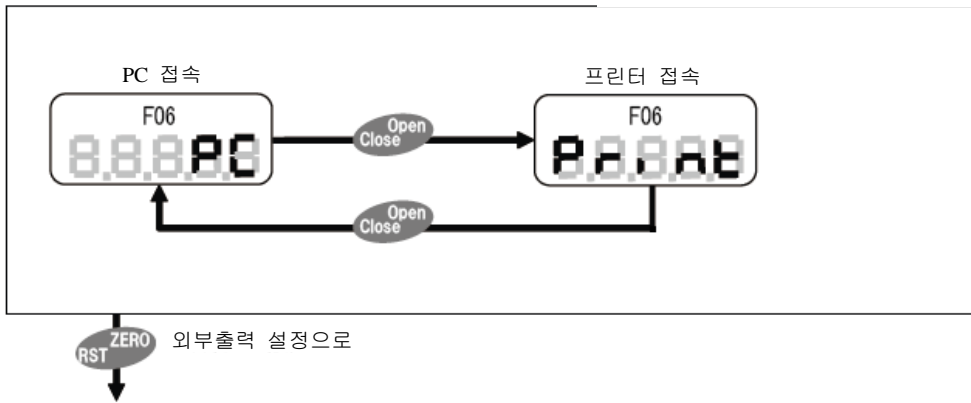 PC 접속
프린터 접속
F06
F06
PC
Print
Open
Close
Open
Close
ZERO
RST
외부출력 설정으로